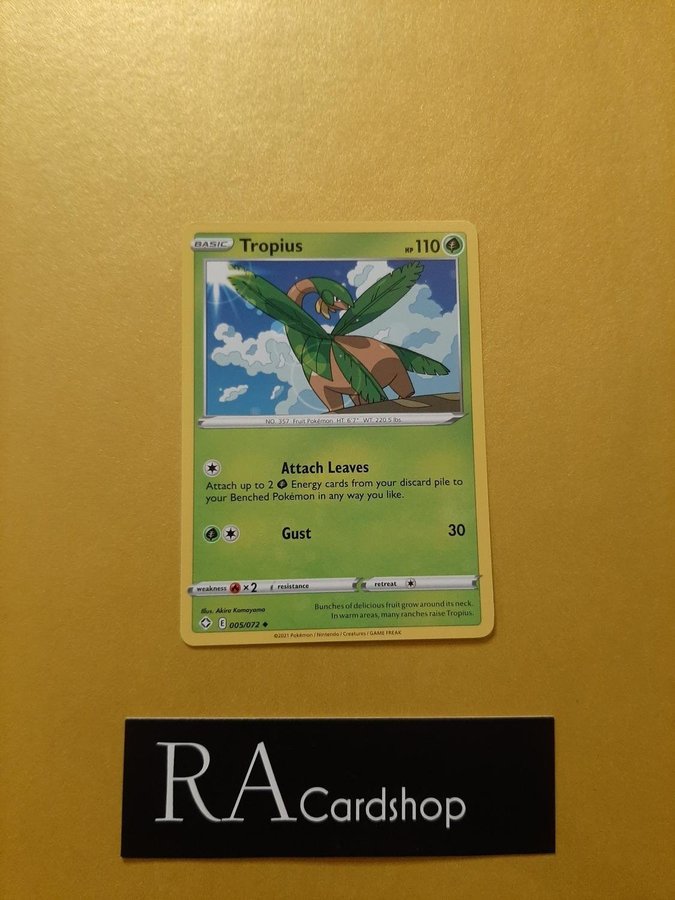 BASIC Tropius HP 110
NO. 357 Fruit Pokémon HT 6'7" WT 220.5 lbs.
Attach Leaves
Attach up to 2 Energy cards from your discard pile to
your Benched Pokémon in any way you like.
Gust 30
weakness ×2 resistance retreat
Illus. Akira Komayama
Bunches of delicious fruit grow around its neck.
In warm areas, many ranches raise Tropius.
E 005/072
©2021 Pokémon / Nintendo / Creatures / GAME FREAK
RA Cardshop